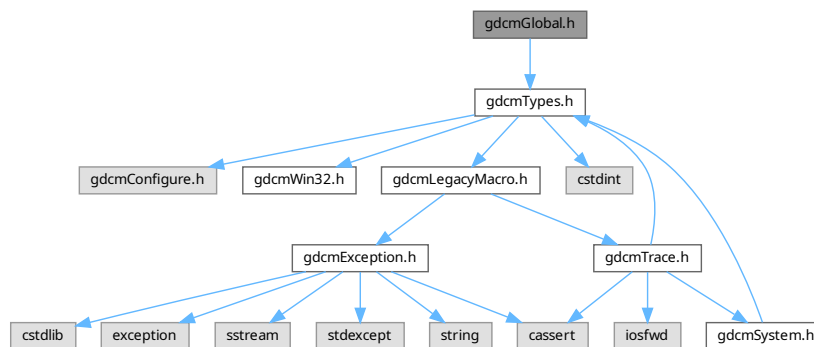 gdcmGlobal.h
gdcmTypes.h
gdcmConfigure.h
gdcmWin32.h
gdcmLegacyMacro.h
cstdint
gdcmException.h
gdcmTrace.h
cstdlib
exception
sstream
stdexcept
string
cassert
iosfwd
gdcmSystem.h